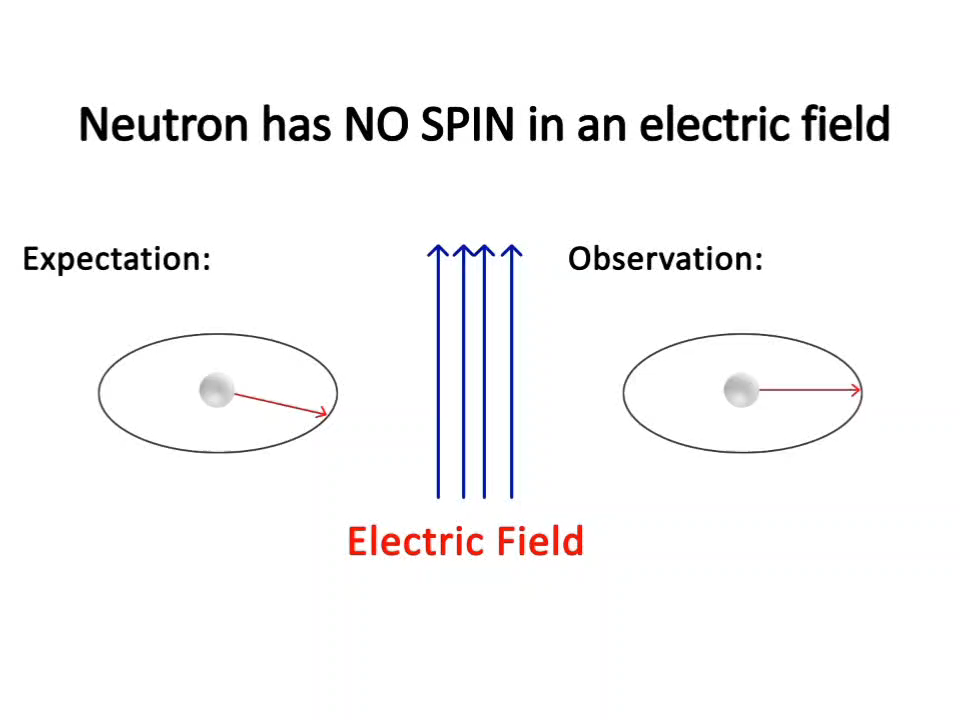 Neutron has NO SPIN in an electric field
Expectation:
Observation:
Electric Field